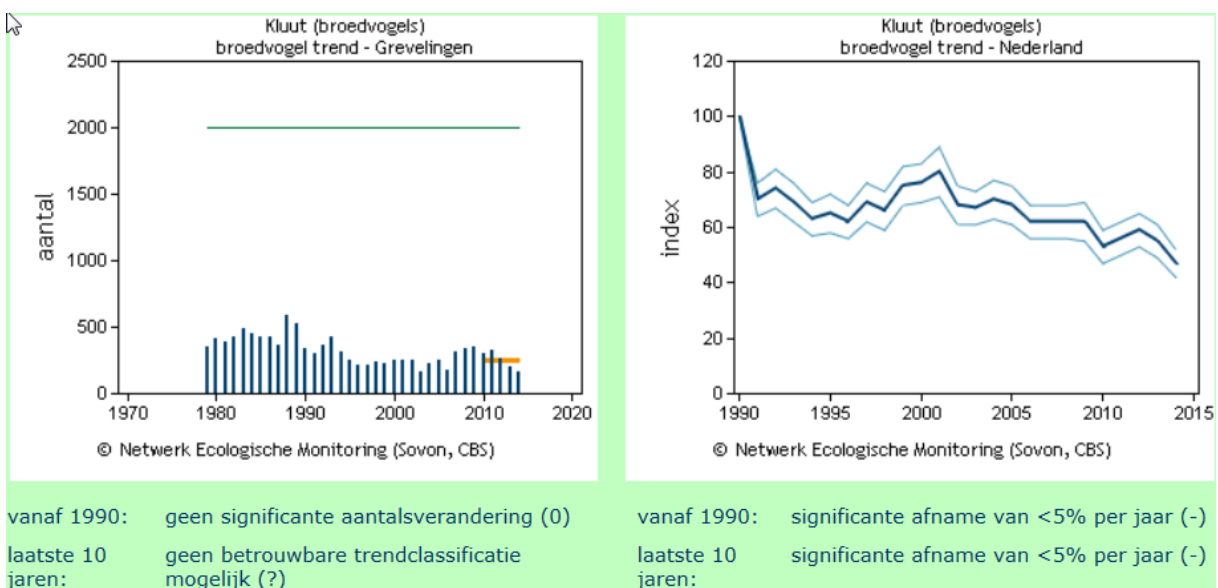 Kluut (broedvogels)
broedvogel trend - Grevelingen
2500
2000
1500
1000
500
0
aantal
1970
1980
1990
2000
2010
2020
© Netwerk Ecologische Monitoring (Sovon, CBS)
vanaf 1990: geen significante aantalsverandering (0)
laatste 10 geen betrouwbare trendclassificatie
jaren: mogelijk (?)
Kluut (broedvogels)
broedvogel trend - Nederland
120
100
80
60
40
20
0
index
1990
1995
2000
2005
2010
2015
© Netwerk Ecologische Monitoring (Sovon, CBS)
vanaf 1990: significante afname van <5% per jaar (-)
laatste 10 significante afname van <5% per jaar (-)
jaren: